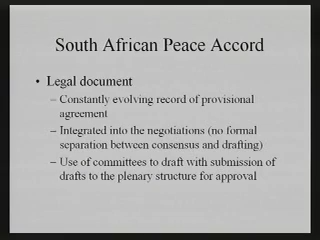 South African Peace Accord
• Legal document
– Constantly evolving record of provisional
agreement
– Integrated into the negotiations (no formal
separation between consensus and drafting)
– Use of committees to draft with submission of
drafts to the plenary structure for approval